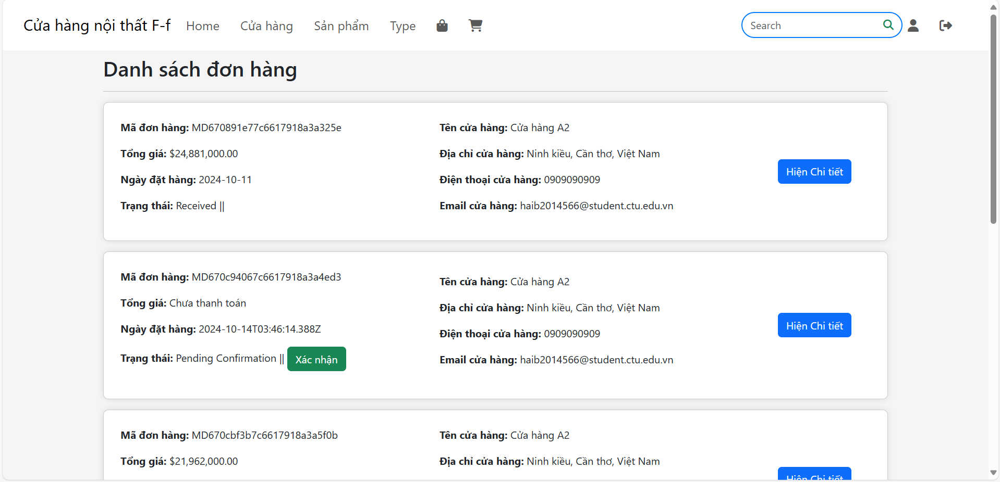 Cửa hàng nội thất F-f Home Cửa hàng Sản phẩm Type Search
Danh sách đơn hàng
Mã đơn hàng: MD670891e77c6617918a3a325e
Tổng giá: $24,881,000.00
Ngày đặt hàng: 2024-10-11
Trạng thái: Received ||
Tên cửa hàng: Cửa hàng A2
Địa chỉ cửa hàng: Ninh kiều, Cần thơ, Việt Nam
Điện thoại cửa hàng: 0909090909
Email cửa hàng: haib2014566@student.ctu.edu.vn
Hiện Chi tiết
Mã đơn hàng: MD670c94067c6617918a3a4ed3
Tổng giá: Chưa thanh toán
Ngày đặt hàng: 2024-10-14T03:46:14.388Z
Trạng thái: Pending Confirmation || Xác nhận
Tên cửa hàng: Cửa hàng A2
Địa chỉ cửa hàng: Ninh kiều, Cần thơ, Việt Nam
Điện thoại cửa hàng: 0909090909
Email cửa hàng: haib2014566@student.ctu.edu.vn
Hiện Chi tiết
Mã đơn hàng: MD670cbf3b7c6617918a3a5f0b
Tổng giá: $21,962,000.00
Tên cửa hàng: Cửa hàng A2
Địa chỉ cửa hàng: Ninh kiều, Cần thơ, Việt Nam
Hiện Chi tiết